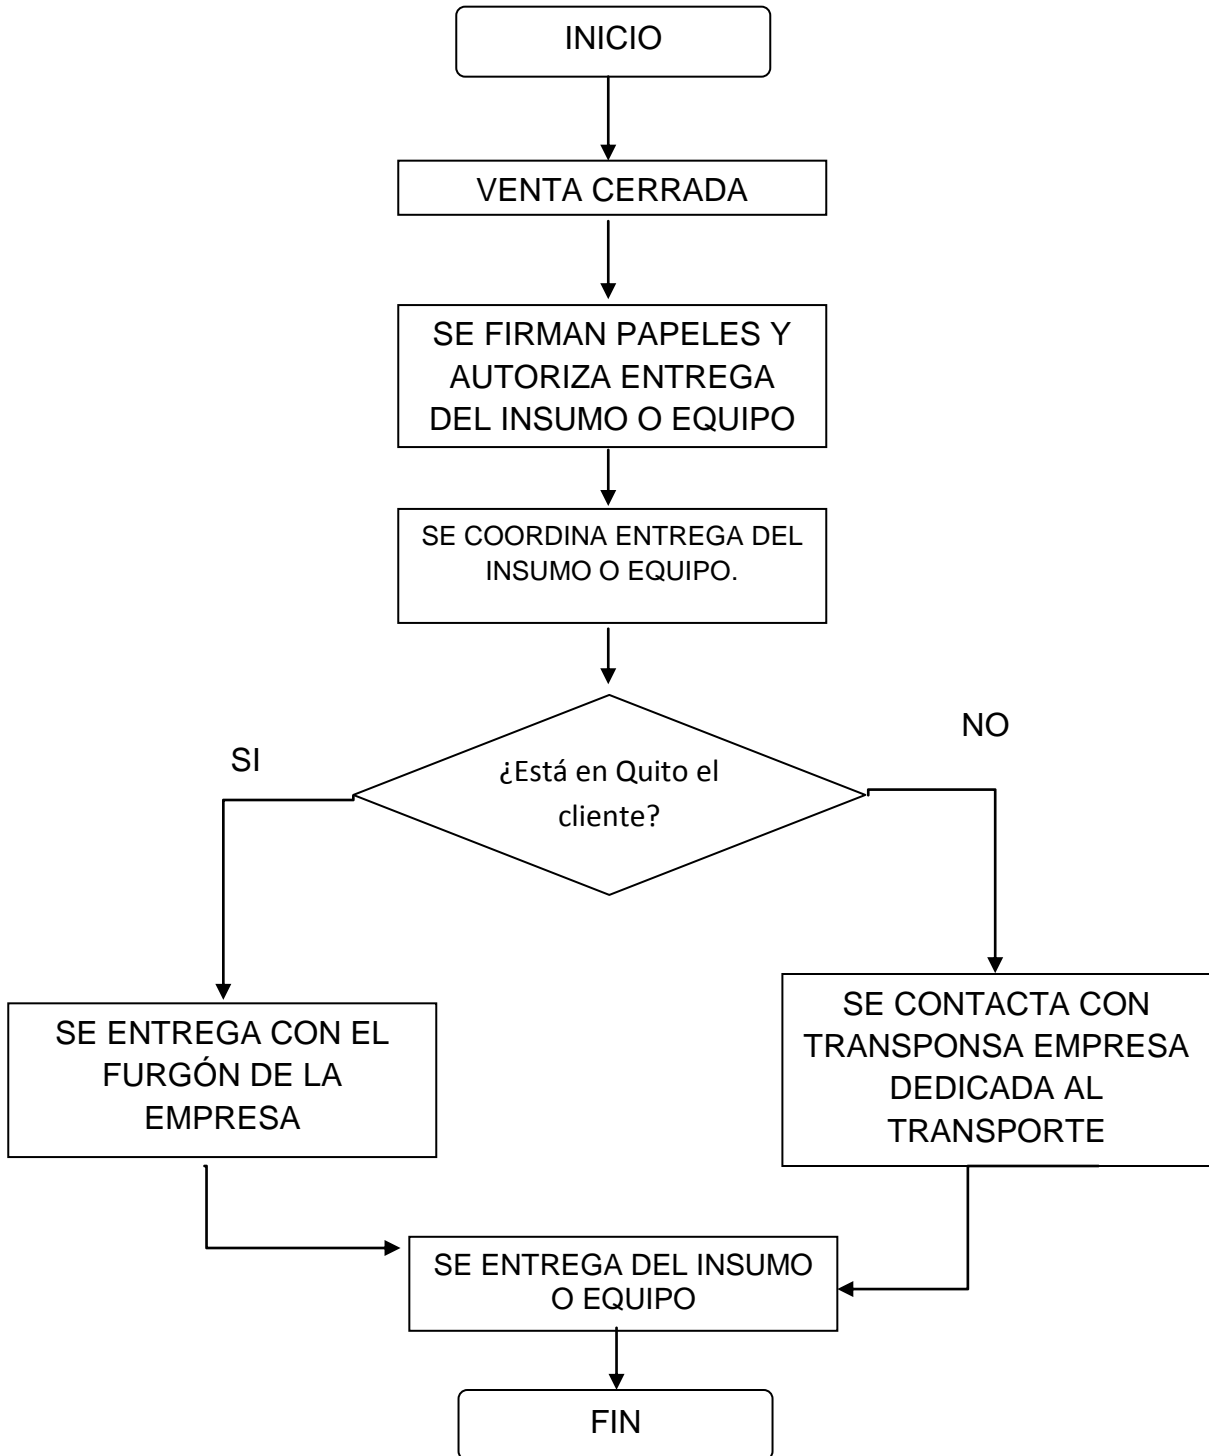 INICIO
VENTA CERRADA
SE FIRMAN PAPELES Y
AUTORIZA ENTREGA
DEL INSUMO O EQUIPO
SE COORDINA ENTREGA DEL
INSUMO O EQUIPO.
¿Está en Quito el
cliente?
SI
NO
SE ENTREGA CON EL
FURGÓN DE LA
EMPRESA
SE CONTACTA CON
TRANSPONSA EMPRESA
DEDICADA AL
TRANSPORTE
SE ENTREGA DEL INSUMO
O EQUIPO
FIN